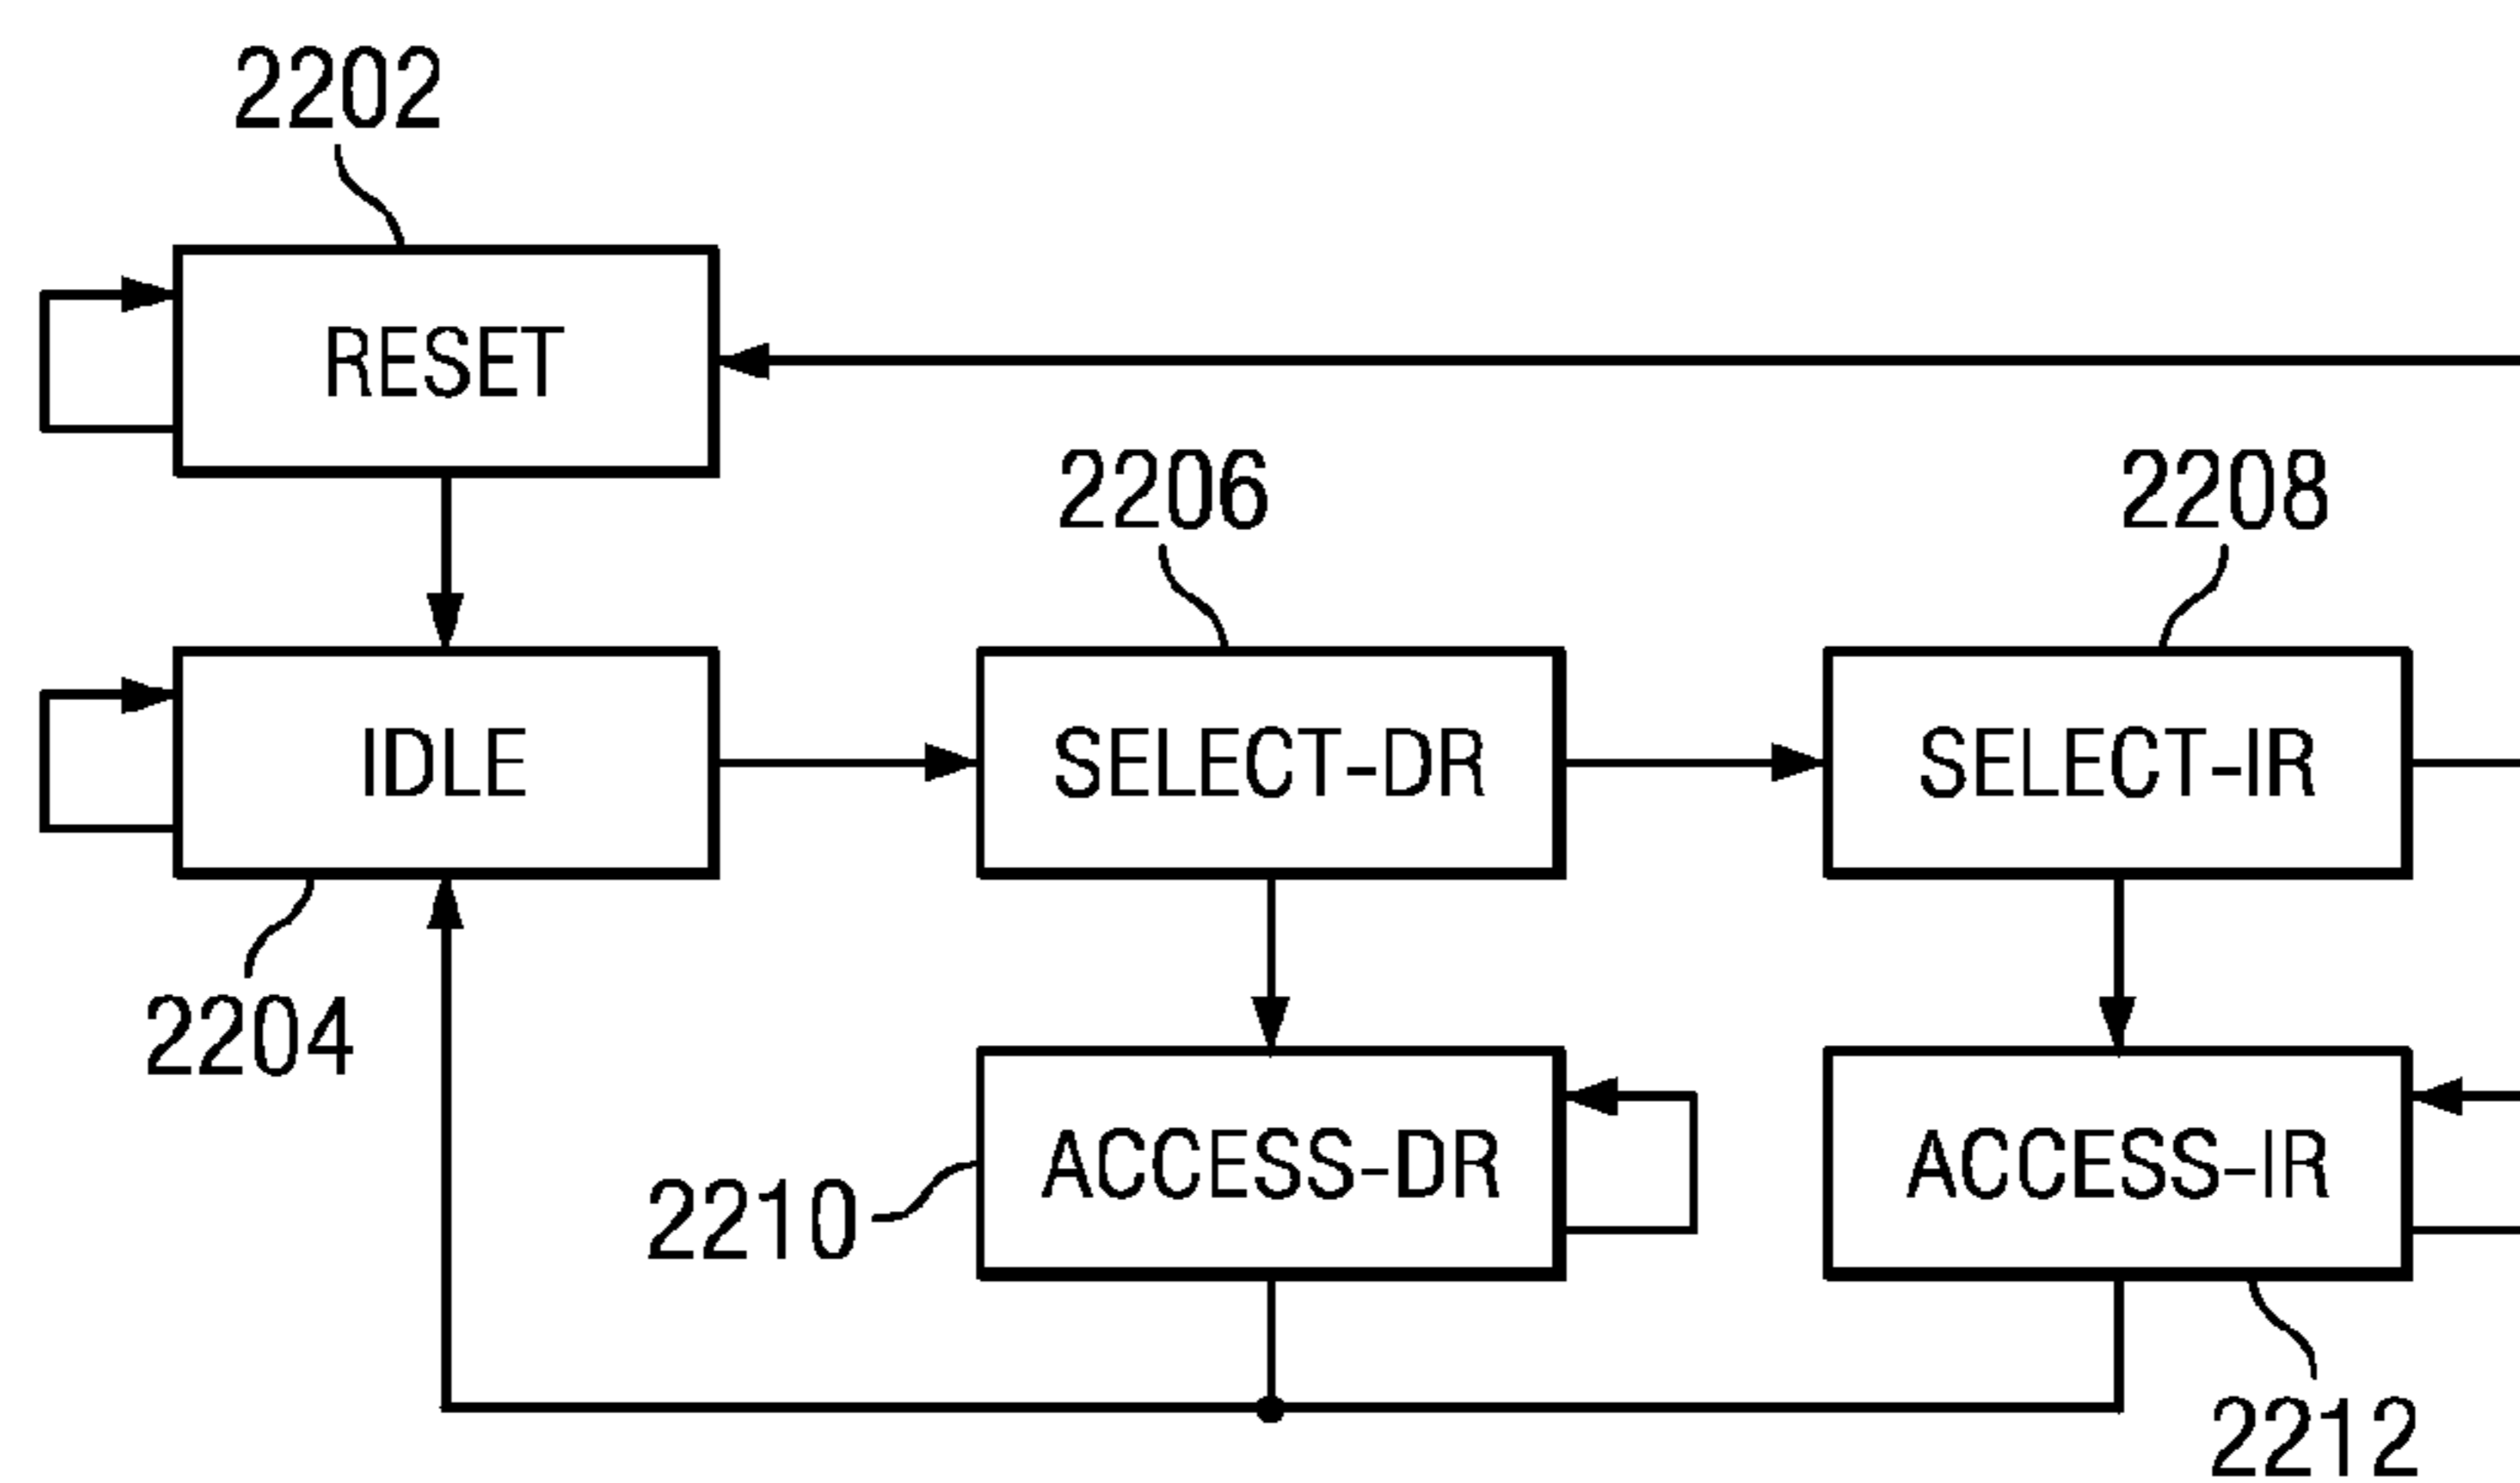 2202
RESET
2206
2208
IDLE
SELECT-DR
SELECT-IR
2204
ACCESS-DR
ACCESS-IR
2210
2212